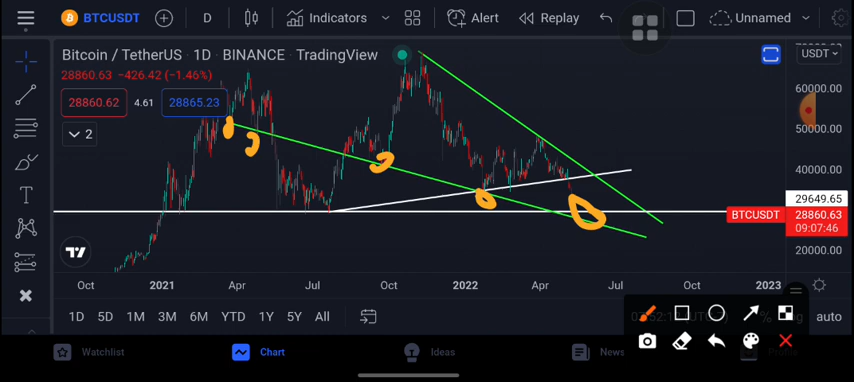 BTCUSDT D Indicators Alert Replay Unnamed
Bitcoin / TetherUS · 1D · BINANCE · TradingView
USDT
28860.63 −426.42 (−1.46%)
28860.62 4.61 28865.23
2
60000.00
50000.00
40000.00
29649.65
BTCUSDT 28860.63
09:07:46
20000.00
Oct 2021 Apr Jul Oct 2022 Apr Jul Oct 2023
1D 5D 1M 3M 6M YTD 1Y 5Y All % auto
Watchlist Chart Ideas News